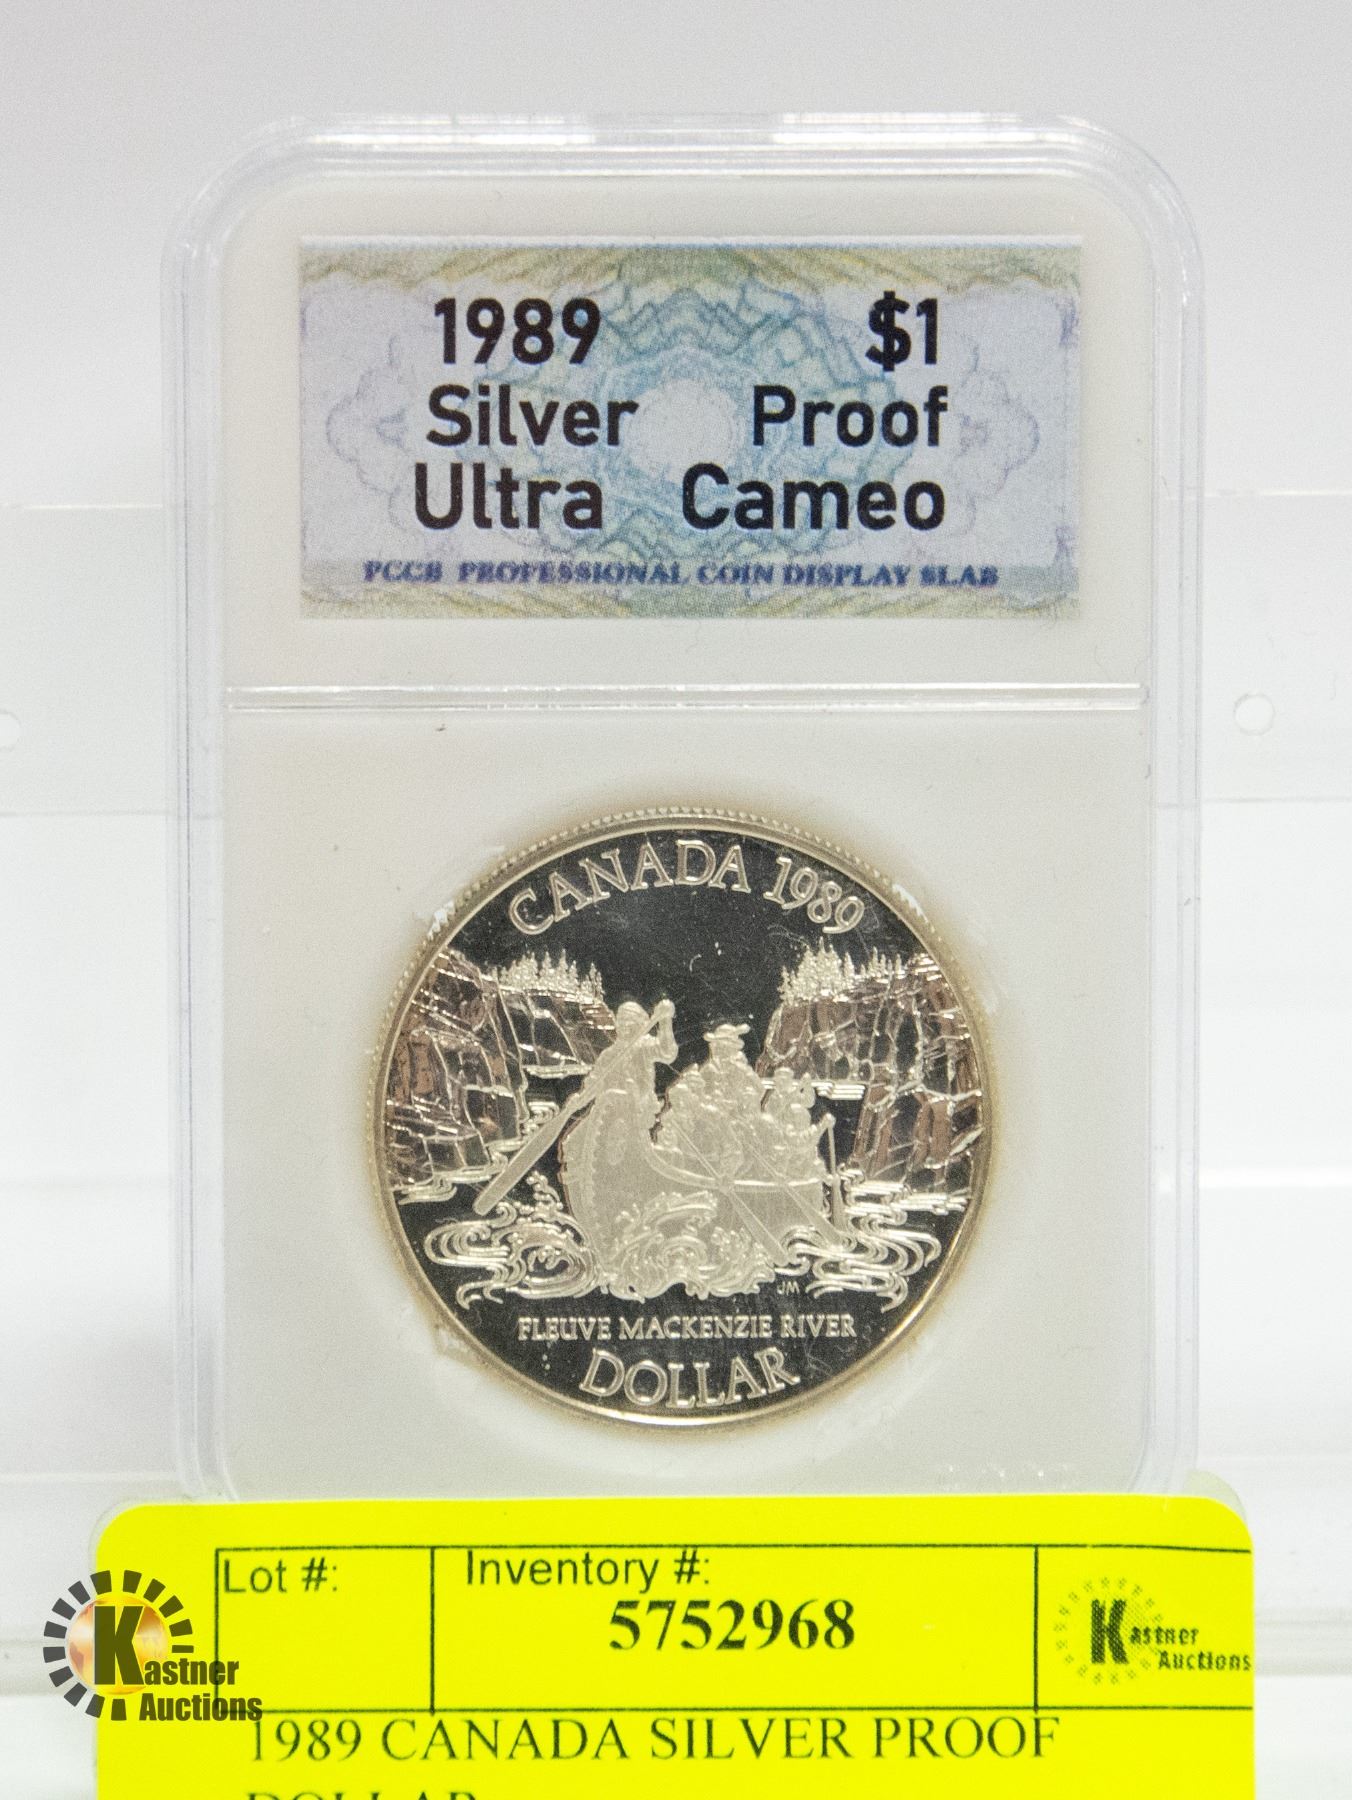 1989 $1
Silver Proof
Ultra Cameo
PCCB PROFESSIONAL COIN DISPLAY SLAB
CANADA 1989
JM
FLEUVE MACKENZIE RIVER
DOLLAR
Lot #:
Inventory #:
5752968
Kastner
Auctions
Kastner
Auctions
1989 CANADA SILVER PROOF
DOLLAR